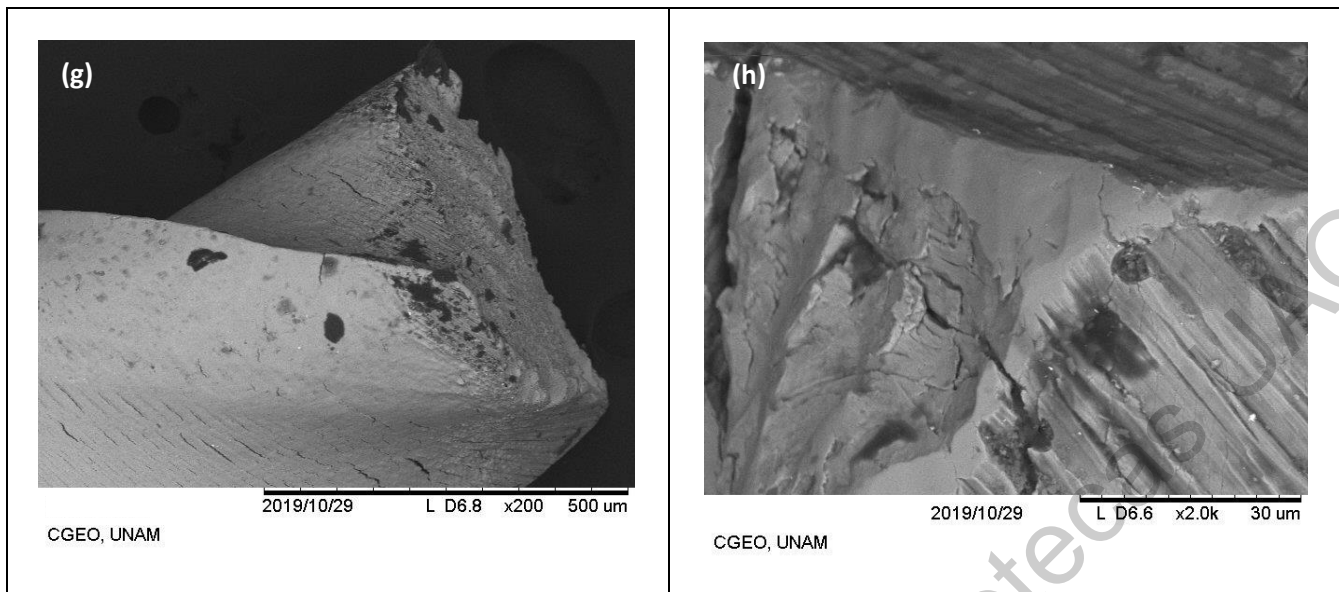 (g)
2019/10/29 L D6.8 x200 500 um
CGEO, UNAM
(h)
2019/10/29 L D6.6 x2.0k 30 um
CGEO, UNAM